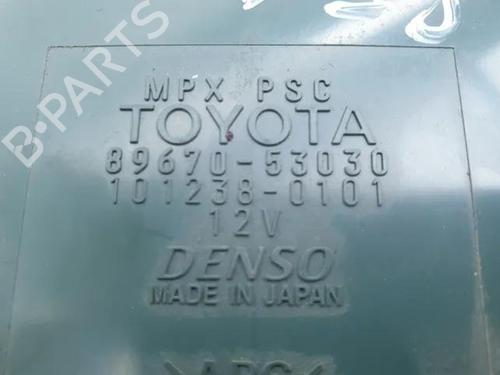 MPX PSC
TOYOTA
89670-53030
101238-0101
12V
DENSO
MADE IN JAPAN
B-PARTS